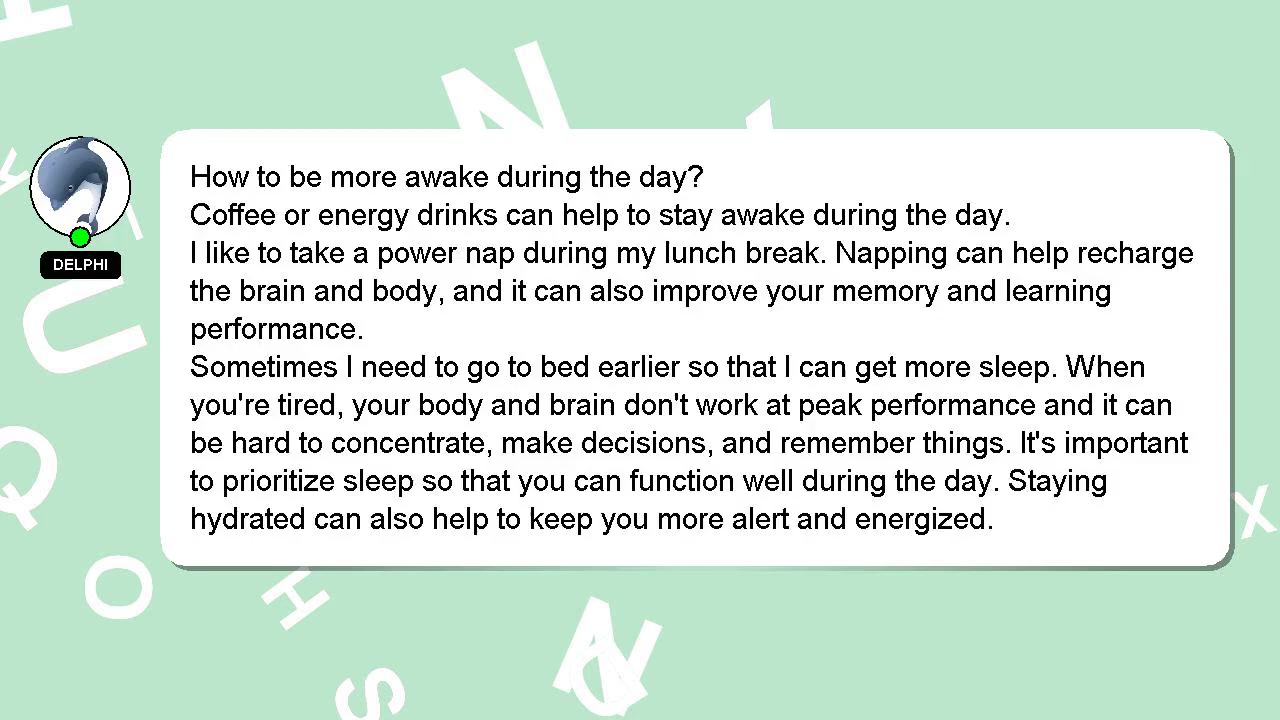 How to be more awake during the day?
Coffee or energy drinks can help to stay awake during the day.
I like to take a power nap during my lunch break. Napping can help recharge
the brain and body, and it can also improve your memory and learning
performance.
Sometimes I need to go to bed earlier so that I can get more sleep. When
you're tired, your body and brain don't work at peak performance and it can
be hard to concentrate, make decisions, and remember things. It's important
to prioritize sleep so that you can function well during the day. Staying
hydrated can also help to keep you more alert and energized.
DELPHI
N
U
Q
X
O
H
S